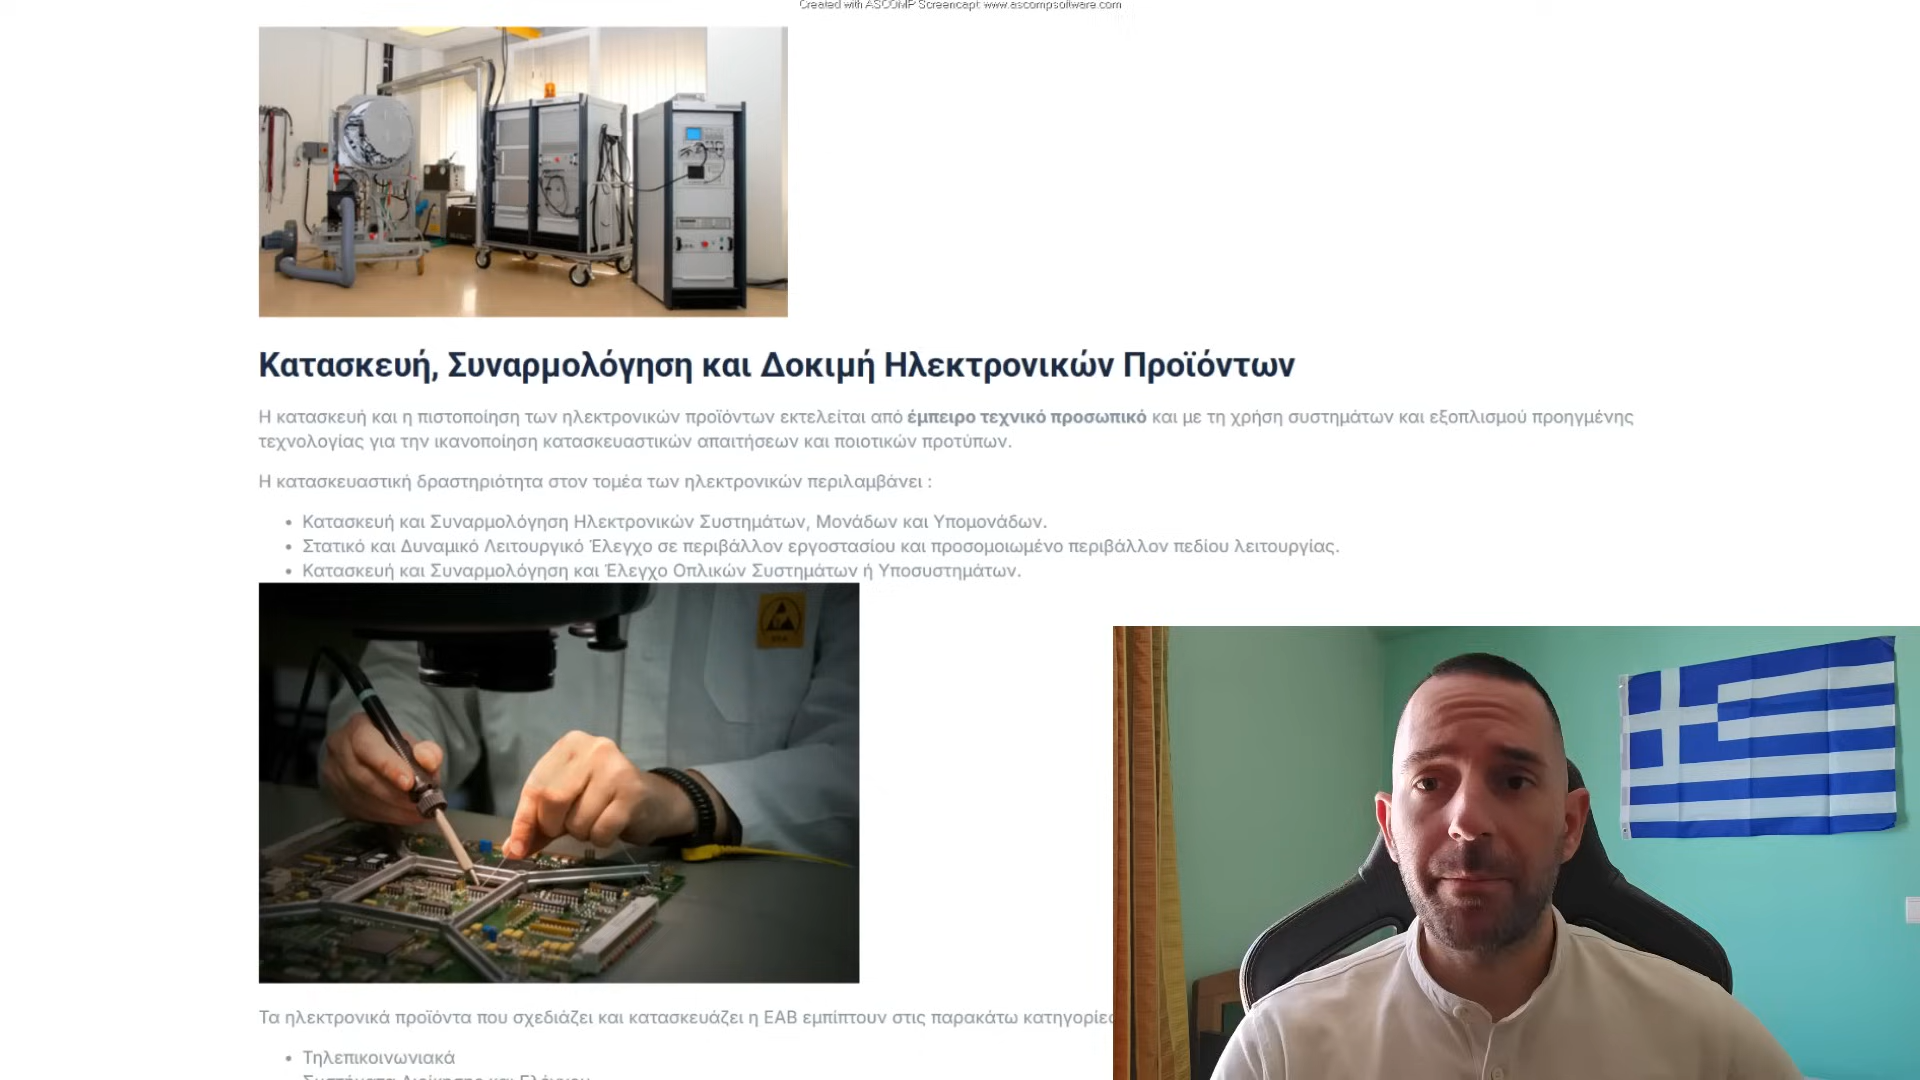 Created with ASCOMP Screencapt: www.ascompsoftware.com
Κατασκευή, Συναρμολόγηση και Δοκιμή Ηλεκτρονικών Προϊόντων
Η κατασκευή και η πιστοποίηση των ηλεκτρονικών προϊόντων εκτελείται από έμπειρο τεχνικό προσωπικό και με τη χρήση συστημάτων και εξοπλισμού προηγμένης
τεχνολογίας για την ικανοποίηση κατασκευαστικών απαιτήσεων και ποιοτικών προτύπων.
Η κατασκευαστική δραστηριότητα στον τομέα των ηλεκτρονικών περιλαμβάνει :
• Κατασκευή και Συναρμολόγηση Ηλεκτρονικών Συστημάτων, Μονάδων και Υπομονάδων.
• Στατικό και Δυναμικό Λειτουργικό Έλεγχο σε περιβάλλον εργοστασίου και προσομοιωμένο περιβάλλον πεδίου λειτουργίας.
• Κατασκευή και Συναρμολόγηση και Έλεγχο Οπλικών Συστημάτων ή Υποσυστημάτων.
Τα ηλεκτρονικά προϊόντα που σχεδιάζει και κατασκευάζει η ΕΑΒ εμπίπτουν στις παρακάτω κατηγορίες
• Τηλεπικοινωνιακά